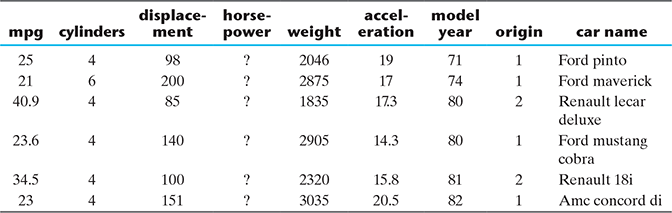 mpg cylinders displace- ment horse- power weight accel- eration model year origin car name
25 4 98 ? 2046 19 71 1 Ford pinto
21 6 200 ? 2875 17 74 1 Ford maverick
40.9 4 85 ? 1835 17.3 80 2 Renault lecar
deluxe
23.6 4 140 ? 2905 14.3 80 1 Ford mustang
cobra
34.5 4 100 ? 2320 15.8 81 2 Renault 18i
23 4 151 ? 3035 20.5 82 1 Amc concord di